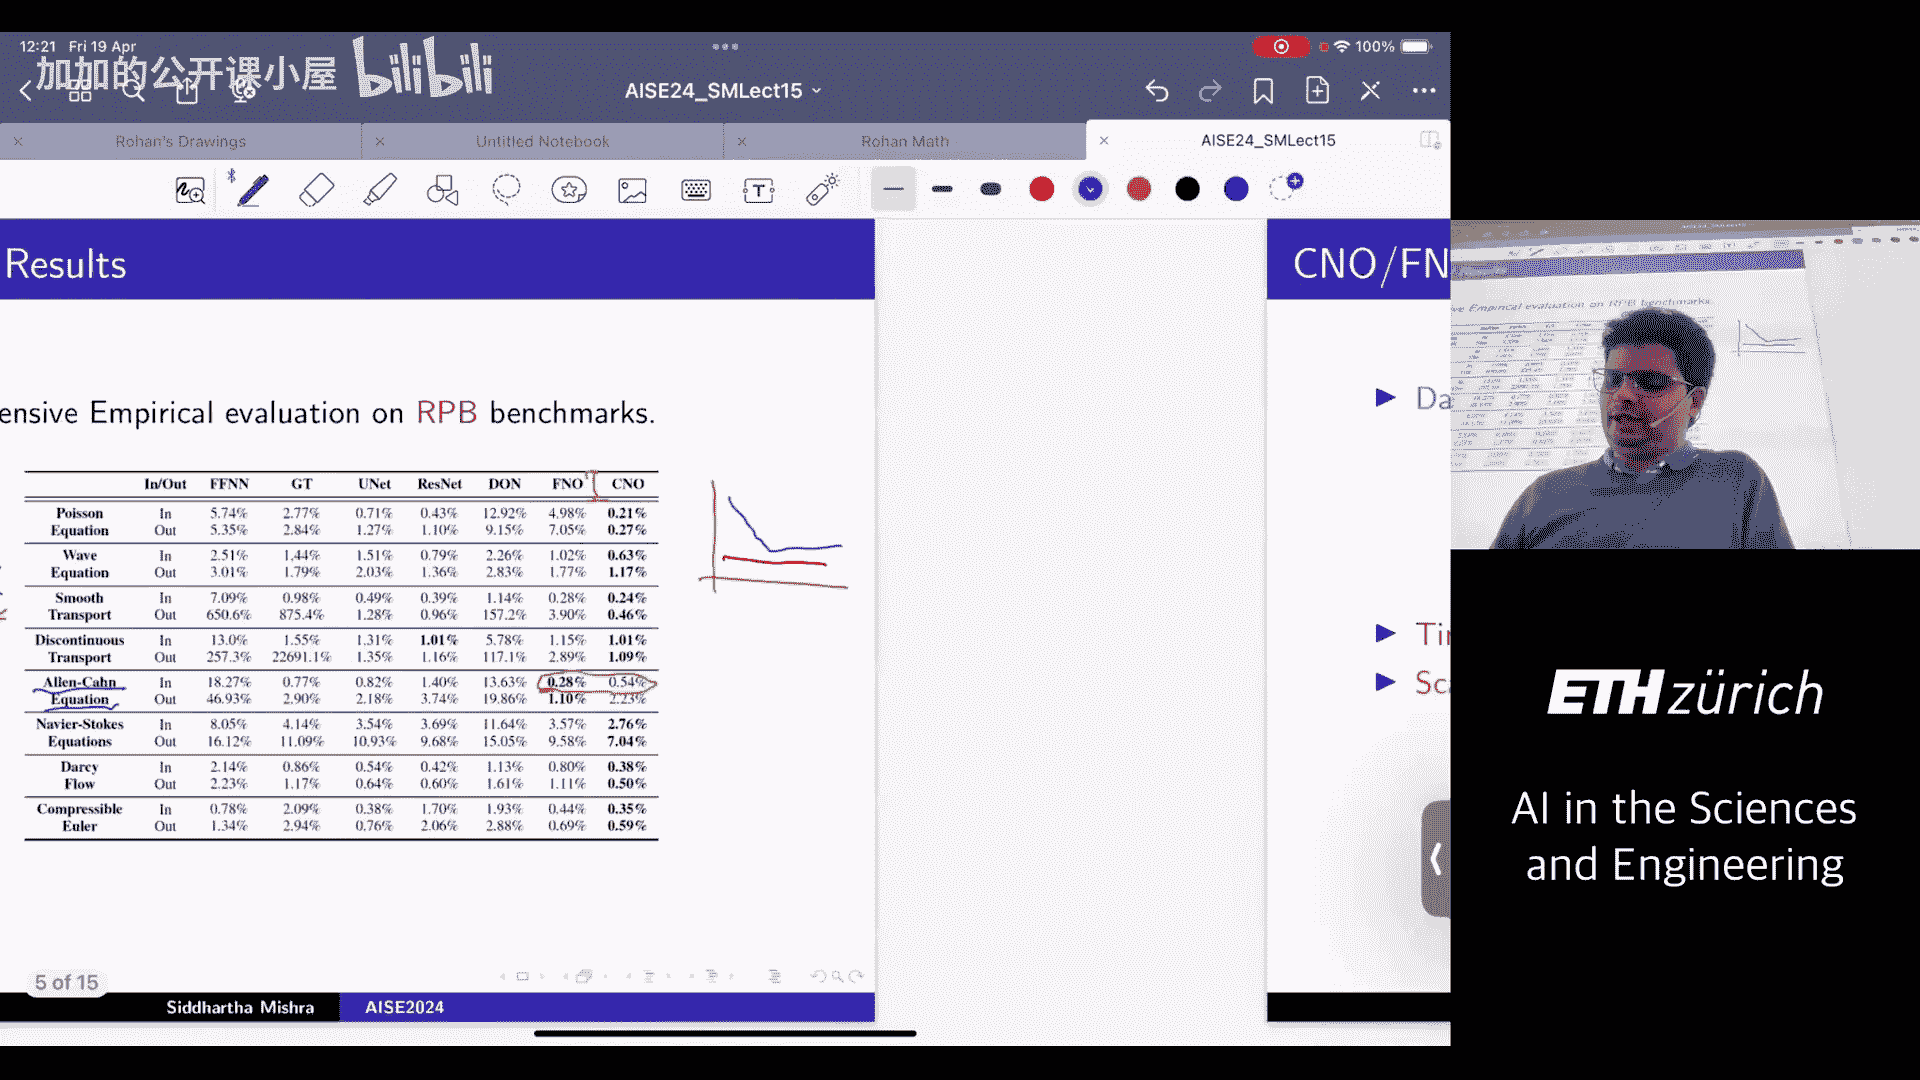 12:21 Fri 19 Apr
100%
加加的公开课小屋 bilibili
AISE24_SMLect15
Rohan's Drawings
Untitled Notebook
Rohan Math
AISE24_SMLect15
Results
CNO/FN
ensive Empirical evaluation on RPB benchmarks.
In/Out FFNN GT UNet ResNet DON FNO CNO
Poisson In 5.74% 2.77% 0.71% 0.43% 12.92% 4.98% 0.21%
Equation Out 5.35% 2.84% 1.27% 1.10% 9.15% 7.05% 0.27%
Wave In 2.51% 1.44% 1.51% 0.79% 2.26% 1.02% 0.63%
Equation Out 3.01% 1.79% 2.03% 1.36% 2.83% 1.77% 1.17%
Smooth In 7.09% 0.98% 0.49% 0.39% 1.14% 0.28% 0.24%
Transport Out 650.6% 875.4% 1.28% 0.96% 157.2% 3.90% 0.46%
Discontinuous In 13.0% 1.55% 1.31% 1.01% 5.78% 1.15% 1.01%
Transport Out 257.3% 22691.1% 1.35% 1.16% 117.1% 2.89% 1.09%
Allen-Cahn In 18.27% 0.77% 0.82% 1.40% 13.63% 0.28% 0.54%
Equation Out 46.93% 2.90% 2.18% 3.74% 19.86% 1.10% 2.23%
Navier-Stokes In 8.05% 4.14% 3.54% 3.69% 11.64% 3.57% 2.76%
Equations Out 16.12% 11.09% 10.93% 9.68% 15.05% 9.58% 7.04%
Darcy In 2.14% 0.86% 0.54% 0.42% 1.13% 0.80% 0.38%
Flow Out 2.23% 1.17% 0.64% 0.60% 1.61% 1.11% 0.50%
Compressible In 0.78% 2.09% 0.38% 1.70% 1.93% 0.44% 0.35%
Euler Out 1.34% 2.94% 0.76% 2.06% 2.88% 0.69% 0.59%
Da
Ti
Sc
5 of 15
Siddhartha Mishra AISE2024
Empirical evaluation on RPB benchmarks.
ETH zürich
AI in the Sciences
and Engineering